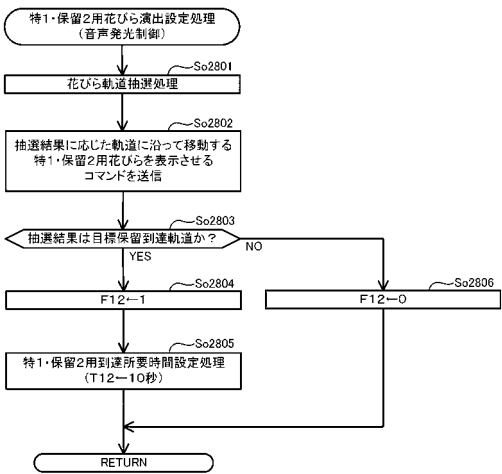 特1・保留2用花びら演出設定処理
(音声発光制御)
So2801
花びら軌道抽選処理
So2802
抽選結果に応じた軌道に沿って移動する
特1・保留2用花びらを表示させる
コマンドを送信
So2803
抽選結果は目標保留到達軌道か?
NO
YES
So2804
F12←1
So2806
F12←0
So2805
特1・保留2用到達所要時間設定処理
(T12←10秒)
RETURN